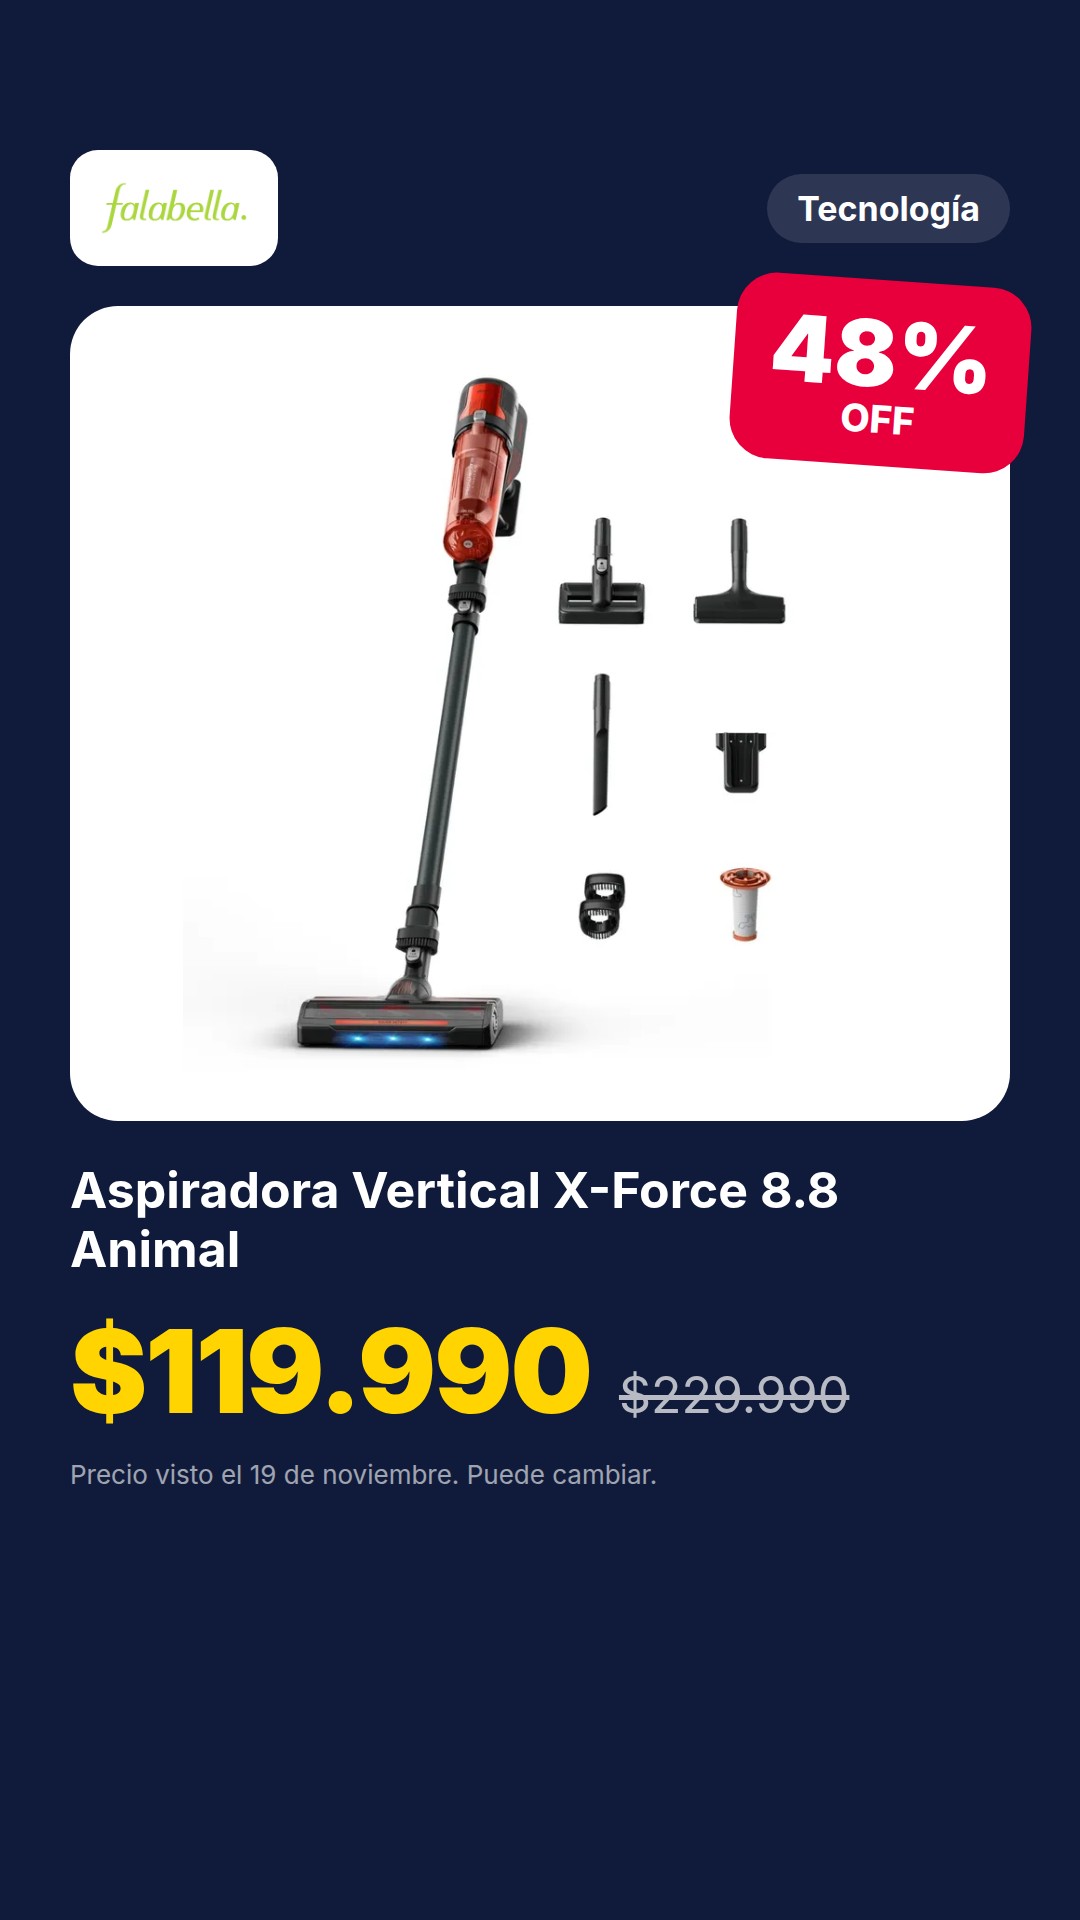 falabella.
Tecnología
48%
OFF
Aspiradora Vertical X-Force 8.8
Animal
$119.990 $229.990
Precio visto el 19 de noviembre. Puede cambiar.